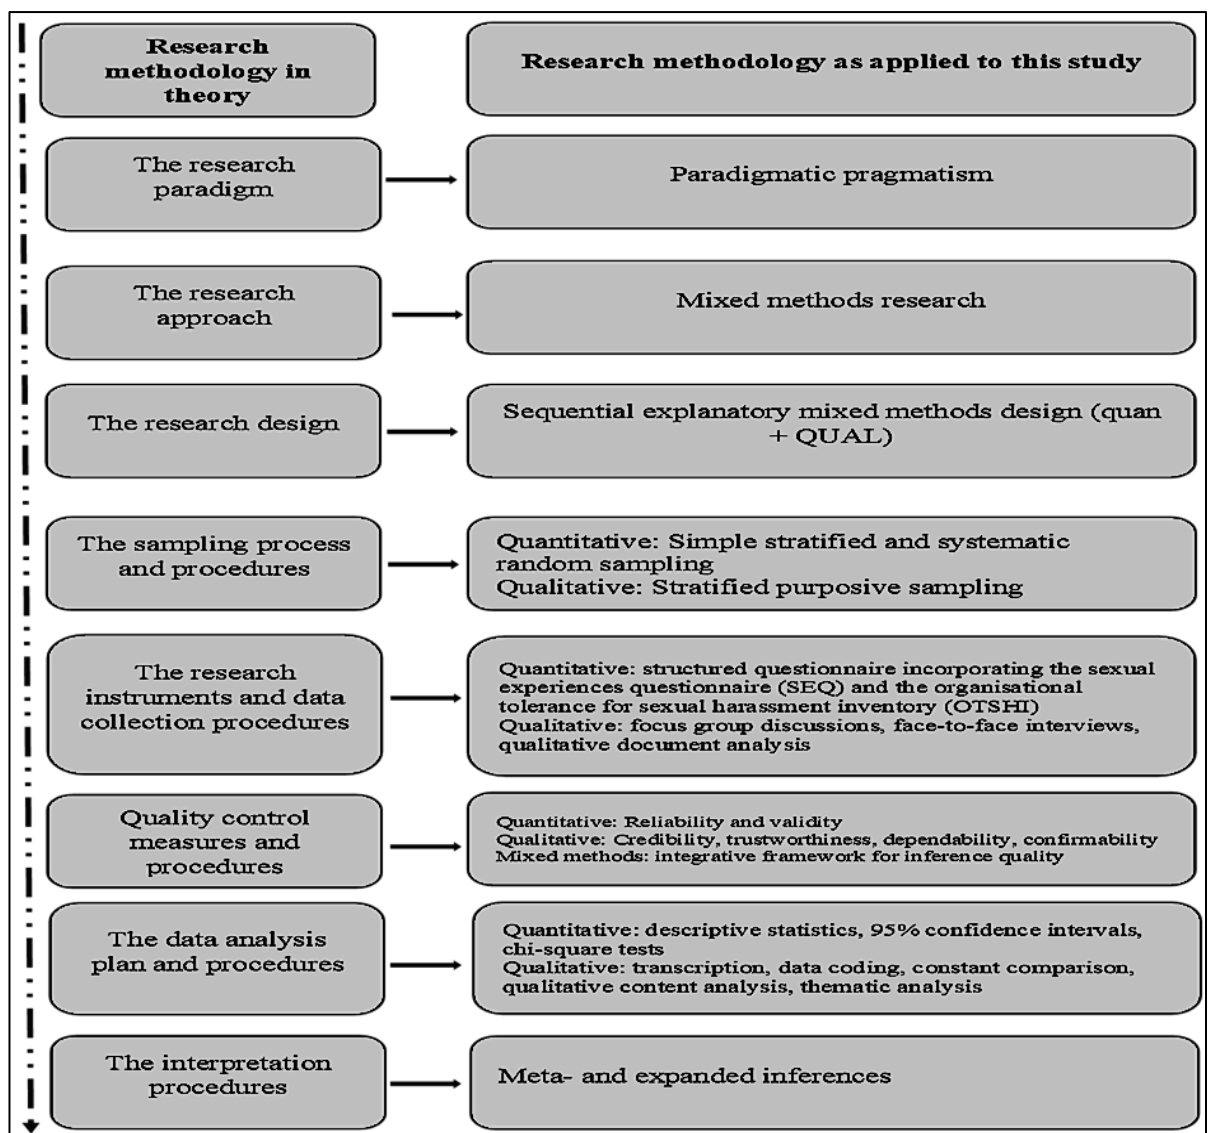 Research
methodology in
theory
Research methodology as applied to this study
The research
paradigm
Paradigmatic pragmatism
The research
approach
Mixed methods research
The research design
Sequential explanatory mixed methods design (quan
+ QUAL)
The sampling process
and procedures
Quantitative: Simple stratified and systematic
random sampling
Qualitative: Stratified purposive sampling
The research
instruments and data
collection procedures
Quantitative: structured questionnaire incorporating the sexual
experiences questionnaire (SEQ) and the organisational
tolerance for sexual harassment inventory (OTSHI)
Qualitative: focus group discussions, face-to-face interviews,
qualitative document analysis
Quality control
measures and
procedures
Quantitative: Reliability and validity
Qualitative: Credibility, trustworthiness, dependability, confirmability
Mixed methods: integrative framework for inference quality
The data analysis
plan and procedures
Quantitative: descriptive statistics, 95% confidence intervals,
chi-square tests
Qualitative: transcription, data coding, constant comparison,
qualitative content analysis, thematic analysis
The interpretation
procedures
Meta- and expanded inferences